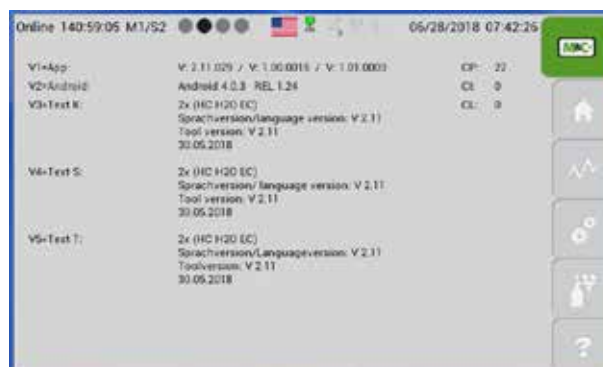 Online 140:59:05 M1/S2 06/28/2018 07:42:26
V1=App: V: 2.11.029 / V: 1.00.0016 / V: 1.01.0003 CP: 22
V2=Android: Android 4.0.3 REL 1.24 CI: 0
V3=Text K: 2x (HC H2O EC) CL: 0
Sprachversion/language version: V 2.11
Tool version: V 2.11
30.05.2018
V4=Text S: 2x (HC H2O EC)
Sprachversion/ language version: V 2.11
Tool version: V 2.11
30.05.2018
V5=Text T: 2x (HC H2O EC)
Sprachversion/Languageversion: V 2.11
Toolversion: V 2.11
30.05.2018
?